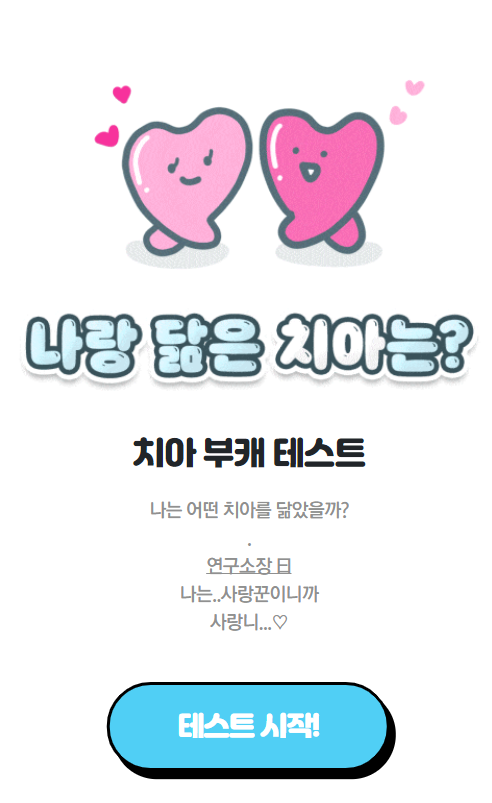 나랑 닮은 치아는?
치아 부캐 테스트
나는 어떤 치아를 닮았을까?
.
연구소장 曰
나는..사랑꾼이니까
사랑니...♡
테스트 시작!